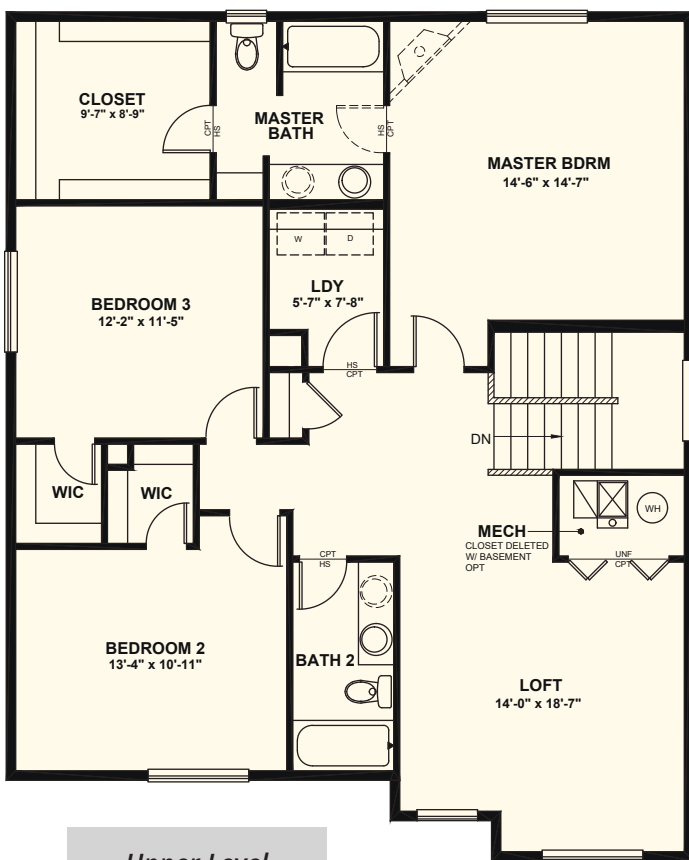 CLOSET
9'-7" x 8'-9"
CPT
HS
MASTER
BATH
HS
CPT
MASTER BDRM
14'-6" x 14'-7"
W
D
LDY
5'-7" x 7'-8"
BEDROOM 3
12'-2" x 11'-5"
HS
CPT
DN
WIC
WIC
MECH
CLOSET DELETED
W/ BASEMENT
OPT
WH
UNF
CPT
CPT
HS
BEDROOM 2
13'-4" x 10'-11"
BATH 2
LOFT
14'-0" x 18'-7"
Upper Level